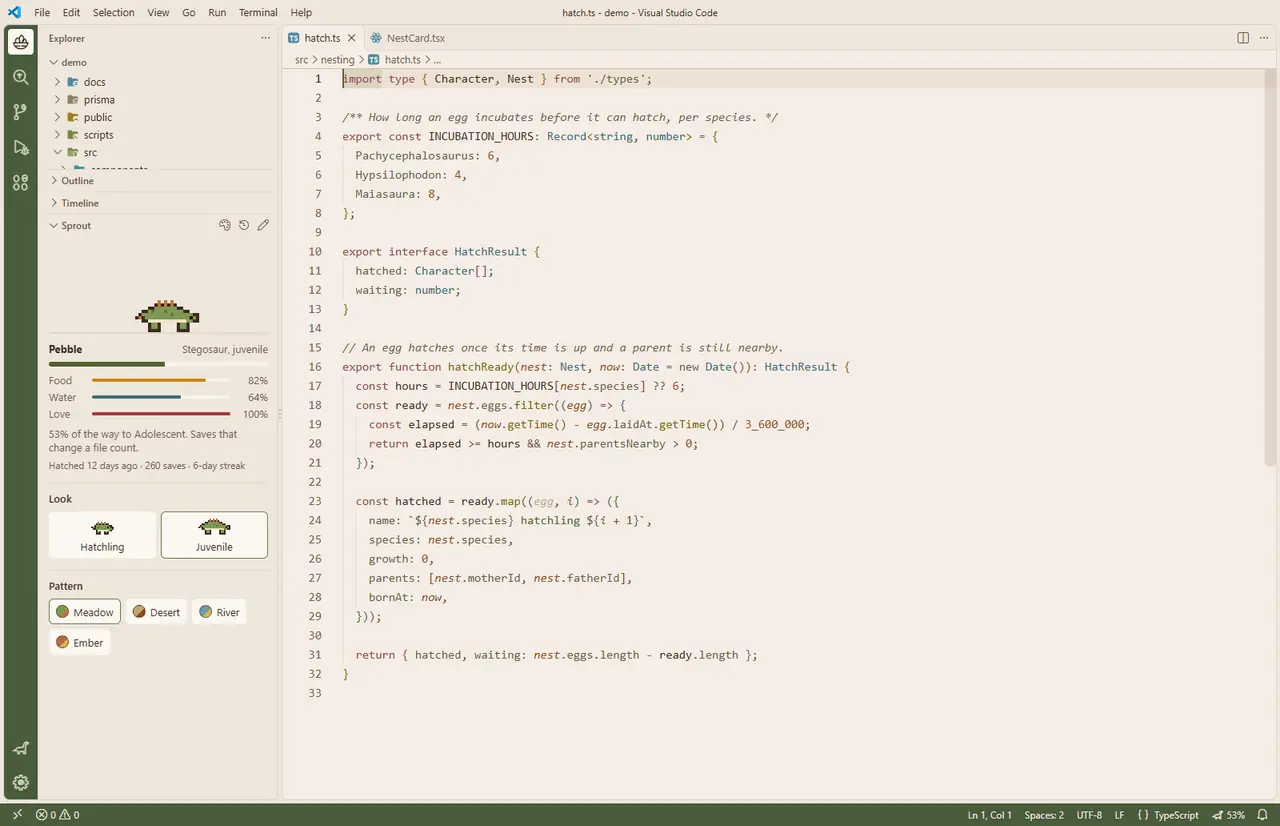 File Edit Selection View Go Run Terminal Help
hatch.ts - demo - Visual Studio Code
Explorer
demo
docs
prisma
public
scripts
src
components
Outline
Timeline
Sprout
Pebble
Stegosaur, juvenile
Food 82%
Water 64%
Love 100%
53% of the way to Adolescent. Saves that
change a file count.
Hatched 12 days ago · 260 saves · 6-day streak
Look
Hatchling
Juvenile
Pattern
Meadow Desert River
Ember
TS hatch.ts NestCard.tsx
src > nesting > TS hatch.ts > ...
1 import type { Character, Nest } from './types';
2
3 /** How long an egg incubates before it can hatch, per species. */
4 export const INCUBATION_HOURS: Record<string, number> = {
5 Pachycephalosaurus: 6,
6 Hypsilophodon: 4,
7 Maiasaura: 8,
8 };
9
10 export interface HatchResult {
11 hatched: Character[];
12 waiting: number;
13 }
14
15 // An egg hatches once its time is up and a parent is still nearby.
16 export function hatchReady(nest: Nest, now: Date = new Date()): HatchResult {
17 const hours = INCUBATION_HOURS[nest.species] ?? 6;
18 const ready = nest.eggs.filter((egg) => {
19 const elapsed = (now.getTime() - egg.laidAt.getTime()) / 3_600_000;
20 return elapsed >= hours && nest.parentsNearby > 0;
21 });
22
23 const hatched = ready.map((egg, i) => ({
24 name: `${nest.species} hatchling ${i + 1}`,
25 species: nest.species,
26 growth: 0,
27 parents: [nest.motherId, nest.fatherId],
28 bornAt: now,
29 }));
30
31 return { hatched, waiting: nest.eggs.length - ready.length };
32 }
33
0 0
Ln 1, Col 1 Spaces: 2 UTF-8 LF { } TypeScript 53%